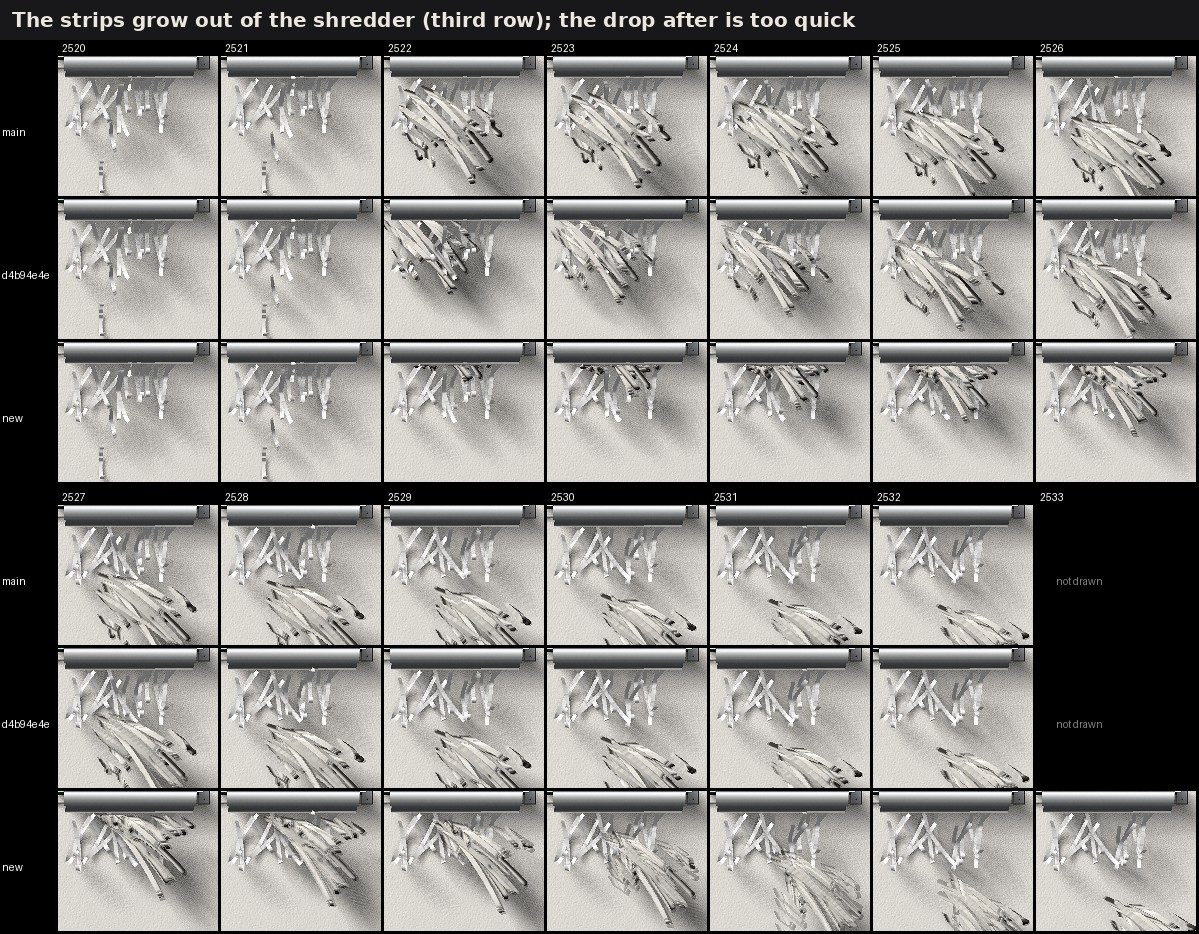 The strips grow out of the shredder (third row); the drop after is too quick
2520 2521 2522 2523 2524 2525 2526
main
d4b94e4e
new
2527 2528 2529 2530 2531 2532 2533
main
not drawn
d4b94e4e
not drawn
new